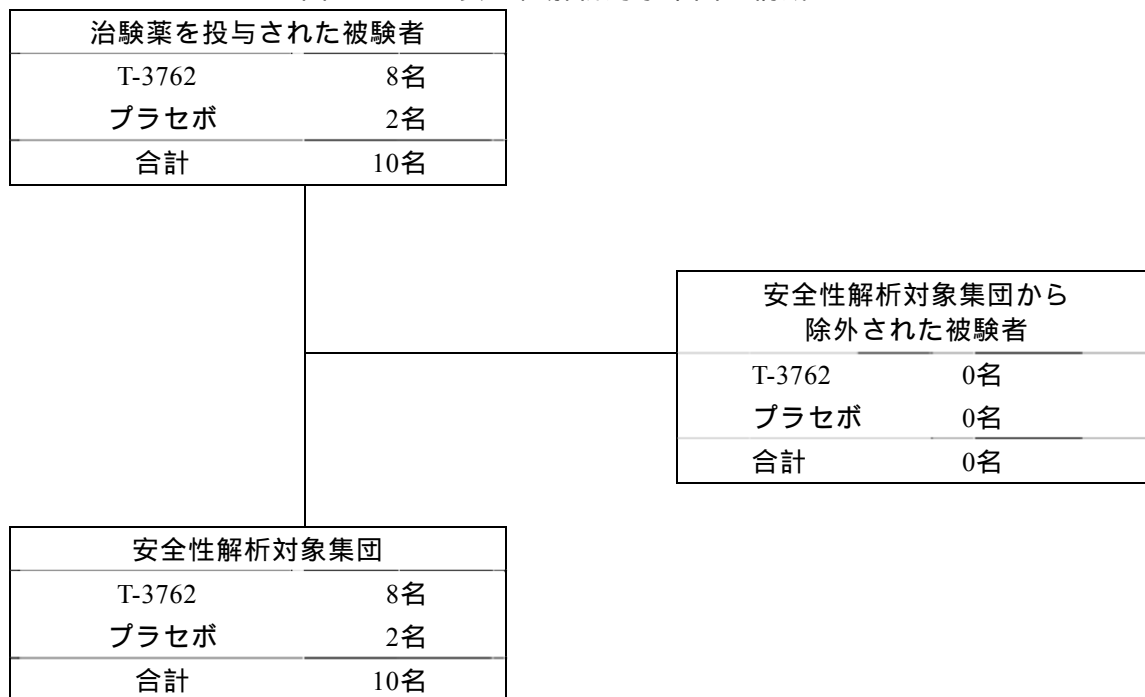 治験薬を投与された被験者
T-3762 8名
プラセボ 2名
合計 10名
安全性解析対象集団から
除外された被験者
T-3762 0名
プラセボ 0名
合計 0名
安全性解析対象集団
T-3762 8名
プラセボ 2名
合計 10名